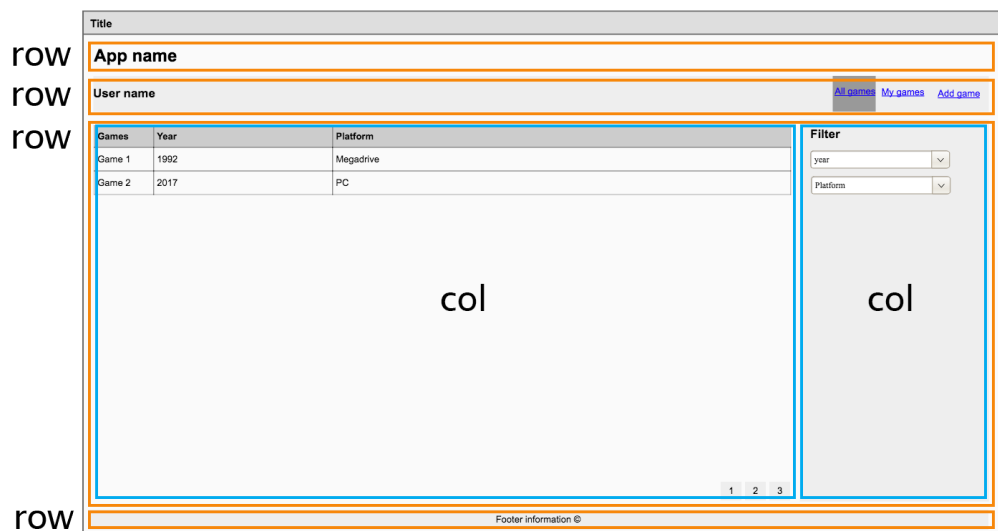 Title
row
App name
row
User name
All games My games Add game
row
Games Year Platform
Game 1 1992 Megadrive
Game 2 2017 PC
col
1 2 3
Filter
year
Platform
col
row
Footer information ©